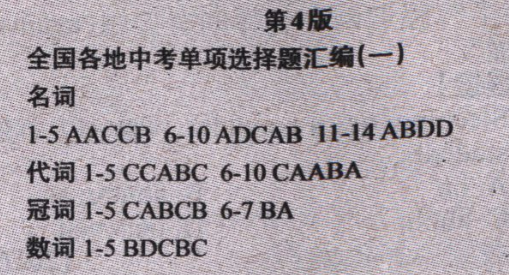 第4版
全国各地中考单项选择题汇编(一)
名词
1-5 AACCB 6-10 ADCAB 11-14 ABDD
代词 1-5 CCABC 6-10 CAABA
冠词 1-5 CABCB 6-7 BA
数词 1-5 BDCBC